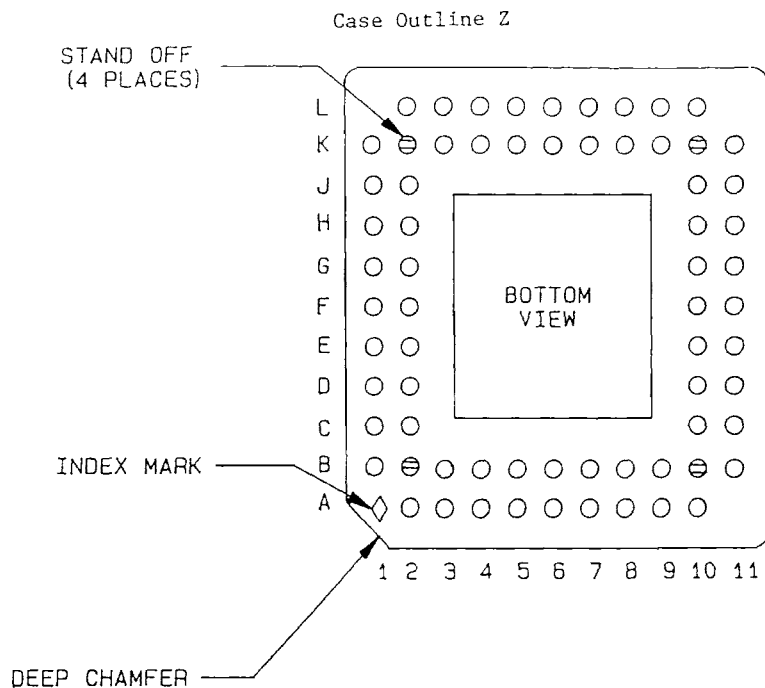 Case Outline Z
STAND OFF
(4 PLACES)
L
K
J
H
G
F
E
D
C
B
A
BOTTOM
VIEW
INDEX MARK
1 2 3 4 5 6 7 8 9 10 11
DEEP CHAMFER